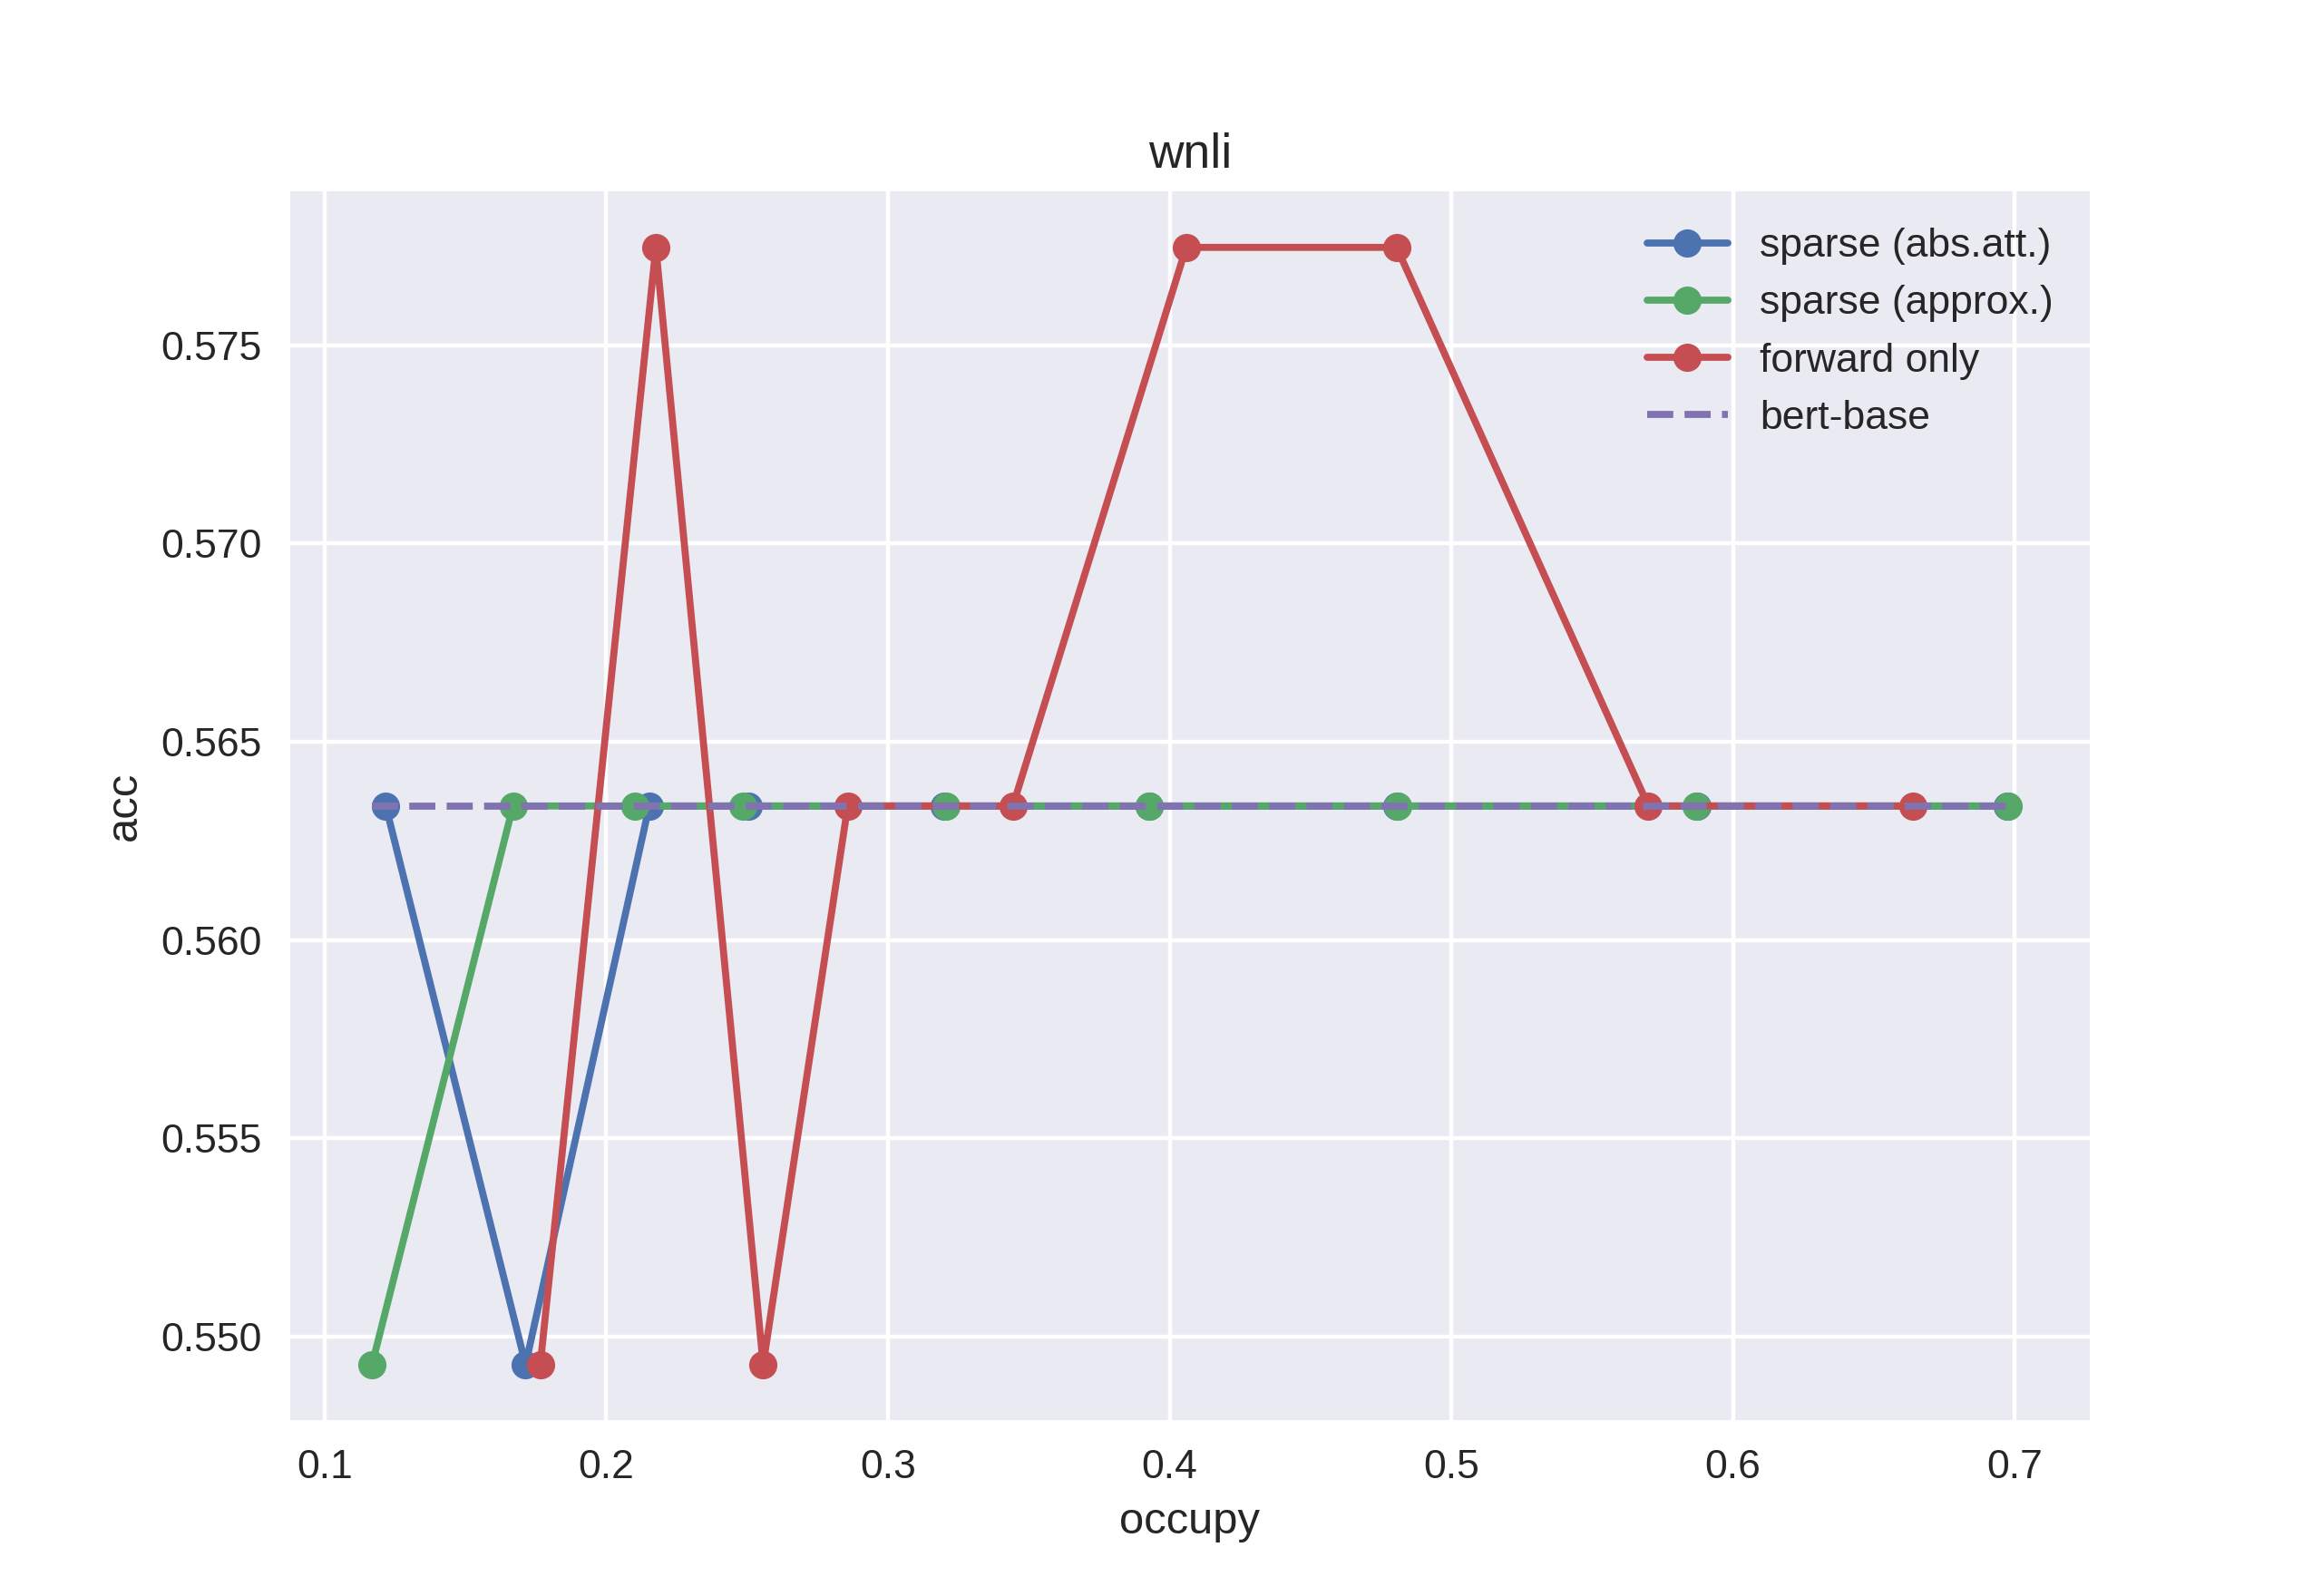 wnli
sparse (abs.att.)
sparse (approx.)
forward only
bert-base
0.575
0.570
0.565
0.560
0.555
0.550
acc
0.1 0.2 0.3 0.4 0.5 0.6 0.7
occupy